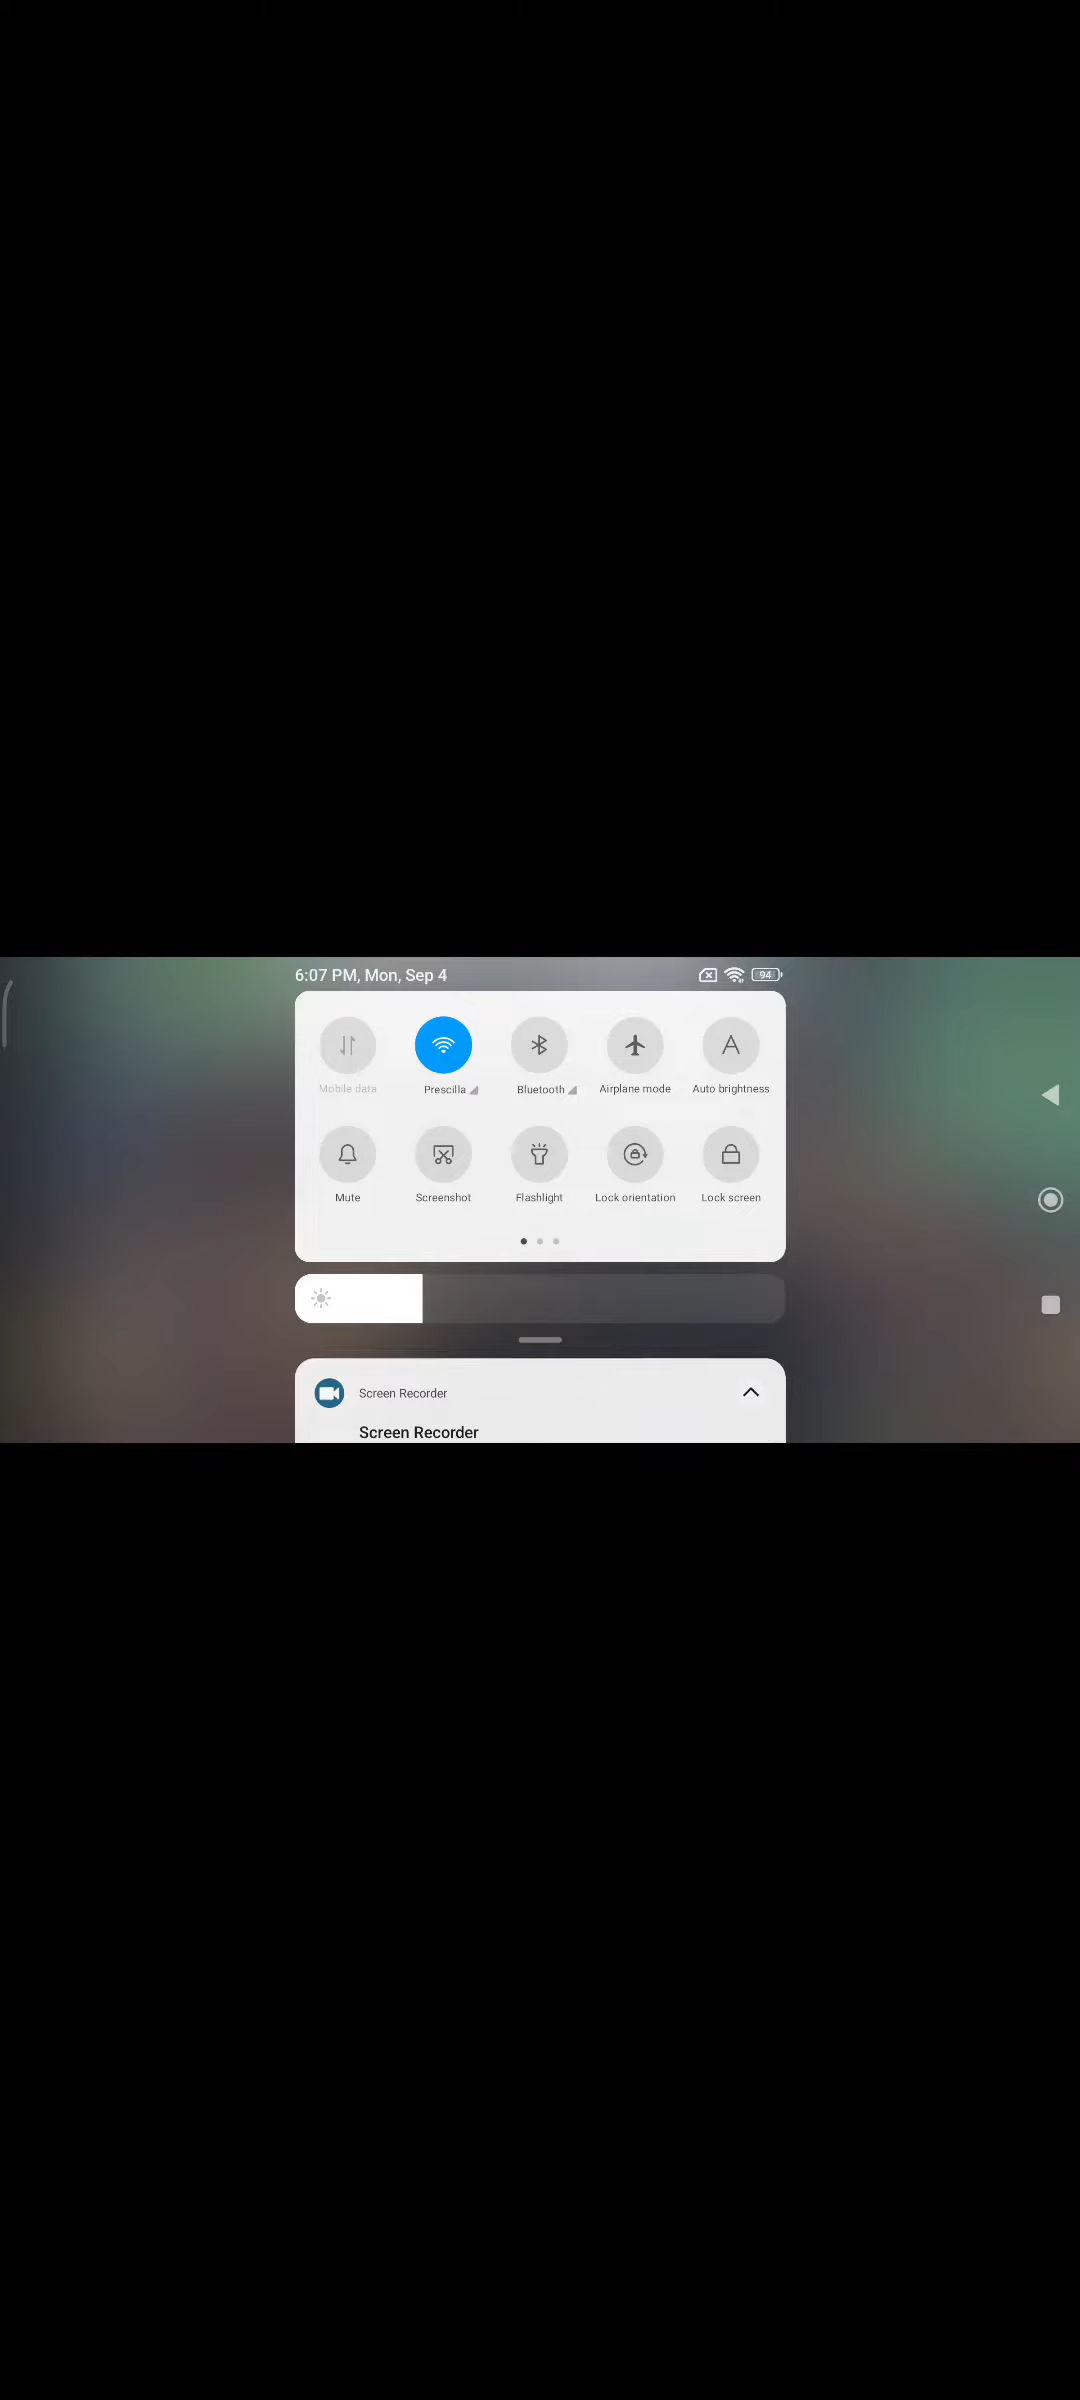 6:07 PM, Mon, Sep 4 94
Mobile data Prescilla Bluetooth Airplane mode Auto brightness
Mute Screenshot Flashlight Lock orientation Lock screen
Screen Recorder
Screen Recorder